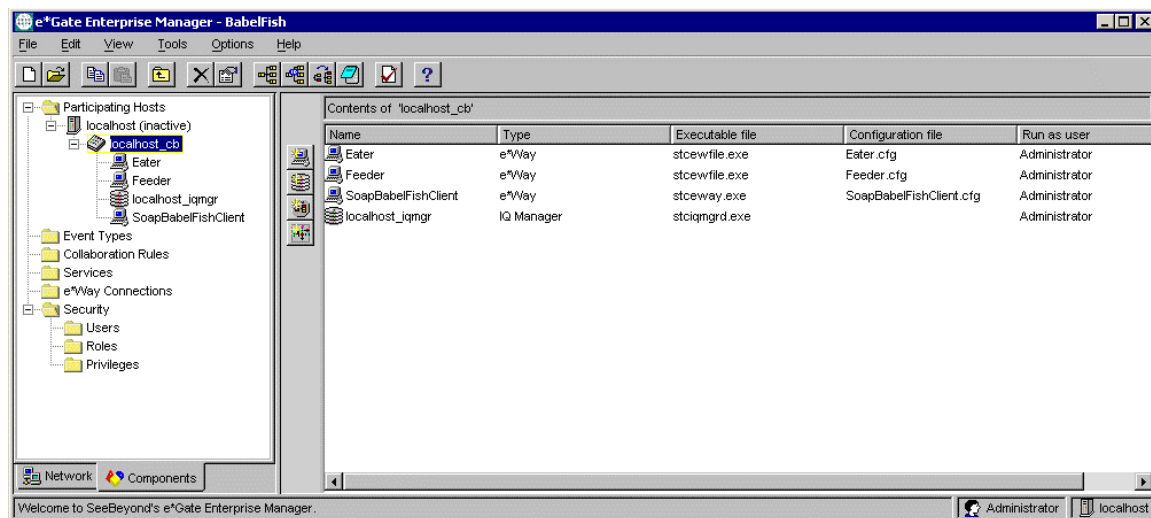 e*Gate Enterprise Manager - BabelFish
File Edit View Tools Options Help
Participating Hosts
localhost (inactive)
localhost_cb
Eater
Feeder
localhost_iqmgr
SoapBabelFishClient
Event Types
Collaboration Rules
Services
e*Way Connections
Security
Users
Roles
Privileges
Network Components
Contents of 'localhost_cb'
Name Type Executable file Configuration file Run as user
Eater e*Way stcewfile.exe Eater.cfg Administrator
Feeder e*Way stcewfile.exe Feeder.cfg Administrator
SoapBabelFishClient e*Way stceway.exe SoapBabelFishClient.cfg Administrator
localhost_iqmgr IQ Manager stciqmgrd.exe Administrator
Welcome to SeeBeyond's e*Gate Enterprise Manager. Administrator localhost